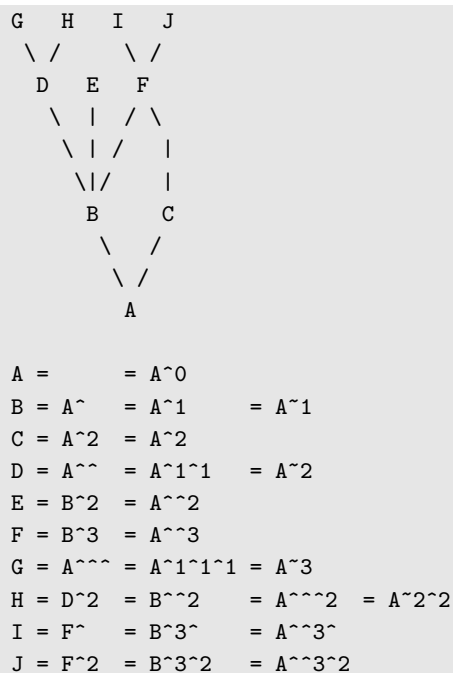 G   H   I   J
 \ /     \ /
  D   E   F
   \  |  / \
    \ | /   |
     \|/    |
      B     C
       \   /
        \ /
         A
A =      = A^0
B = A^   = A^1     = A~1
C = A^2  = A^2
D = A^^  = A^1^1   = A~2
E = B^2  = A^^2
F = B^3  = A^^3
G = A^^^ = A^1^1^1 = A~3
H = D^2  = B^^2    = A^^^2  = A~2^2
I = F^   = B^3^    = A^^3^
J = F^2  = B^3^2   = A^^3^2